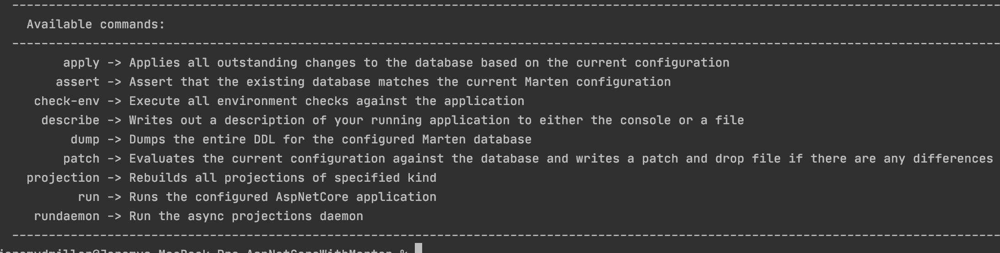 Available commands:
apply -> Applies all outstanding changes to the database based on the current configuration
assert -> Assert that the existing database matches the current Marten configuration
check-env -> Execute all environment checks against the application
describe -> Writes out a description of your running application to either the console or a file
dump -> Dumps the entire DDL for the configured Marten database
patch -> Evaluates the current configuration against the database and writes a patch and drop file if there are any differences
projection -> Rebuilds all projections of specified kind
run -> Runs the configured AspNetCore application
rundaemon -> Run the async projections daemon
jeremydmiller@Jeremys-MacBook-Pro AspNetCoreWithMarten %